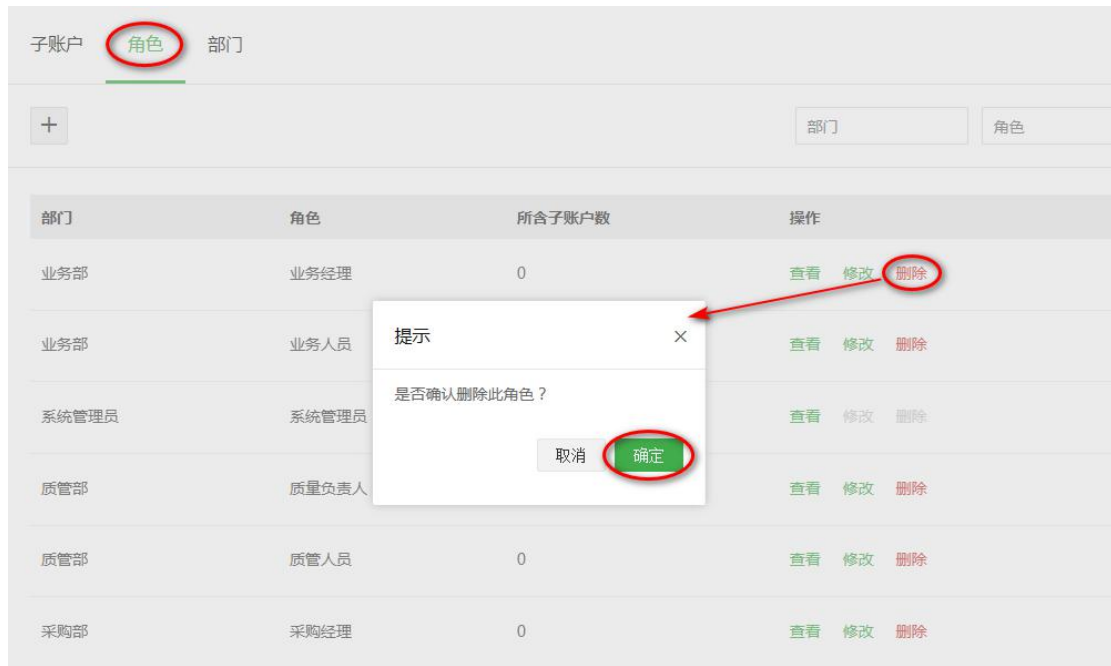 子账户 角色 部门
+ 部门 角色
部门 角色 所含子账户数 操作
业务部 业务经理 0 查看 修改 删除
提示 ×
业务部 业务人员 查看 修改 删除
是否确认删除此角色？
系统管理员 系统管理员 查看 修改 删除
取消 确定
质管部 质量负责人 查看 修改 删除
质管部 质管人员 0 查看 修改 删除
采购部 采购经理 0 查看 修改 删除